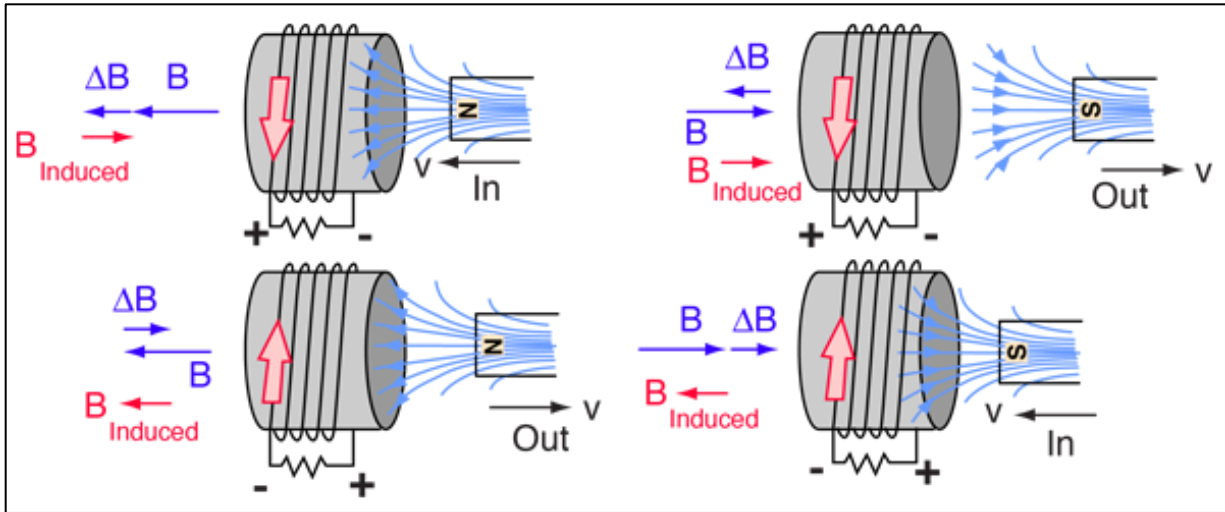 ΔB B
B Induced
N
v In
+ -
ΔB
B
B Induced
S
Out v
+ -
ΔB
B
B Induced
N
v
Out
- +
B ΔB
B Induced
S
v In
- +